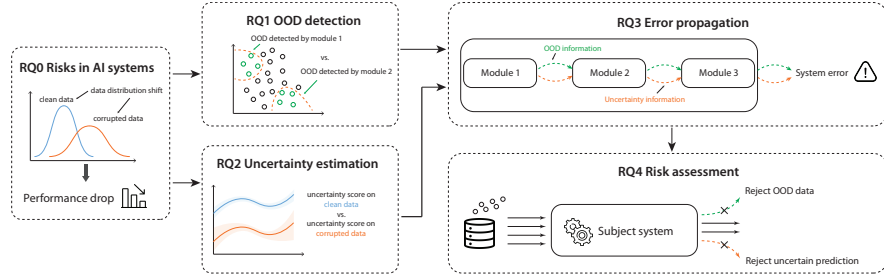 RQ0 Risks in AI systems
clean data
data distribution shift
corrupted data
Performance drop
RQ1 OOD detection
OOD detected by module 1
vs.
OOD detected by module 2
RQ2 Uncertainty estimation
uncertainty score on
clean data
vs.
uncertainty score on
corrupted data
RQ3 Error propagation
OOD information
Module 1
Module 2
Module 3
System error
Uncertainty information
RQ4 Risk assessment
Reject OOD data
Subject system
Reject uncertain prediction